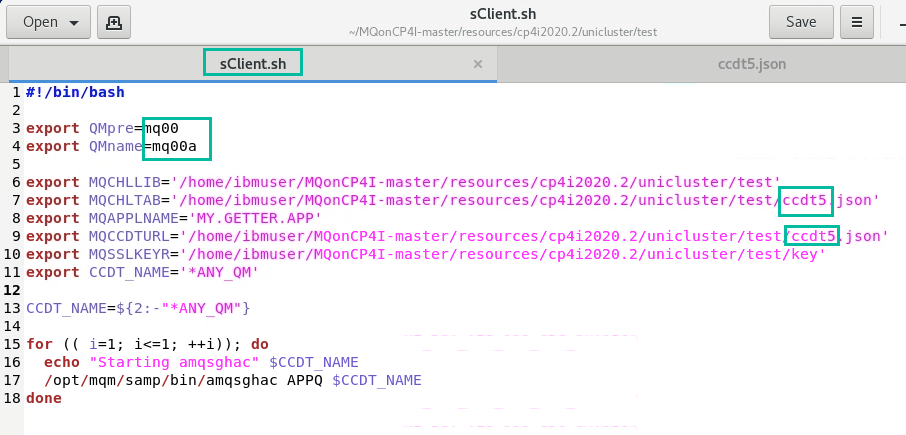 Open
sClient.sh
~/MQonCP4I-master/resources/cp4i2020.2/unicluster/test
Save
sClient.sh × ccdt5.json
1 #!/bin/bash
2
3 export QMpre=mq00
4 export QMname=mq00a
5
6 export MQCHLLIB='/home/ibmuser/MQonCP4I-master/resources/cp4i2020.2/unicluster/test'
7 export MQCHLTAB='/home/ibmuser/MQonCP4I-master/resources/cp4i2020.2/unicluster/test/ccdt5.json'
8 export MQAPPLNAME='MY.GETTER.APP'
9 export MQCCDTURL='/home/ibmuser/MQonCP4I-master/resources/cp4i2020.2/unicluster/test/ccdt5.json'
10 export MQSSLKEYR='/home/ibmuser/MQonCP4I-master/resources/cp4i2020.2/unicluster/test/key'
11 export CCDT_NAME='*ANY_QM'
12
13 CCDT_NAME=${2:-"*ANY_QM"}
14
15 for (( i=1; i<=1; ++i)); do
16 echo "Starting amqsghac" $CCDT_NAME
17 /opt/mqm/samp/bin/amqsghac APPQ $CCDT_NAME
18 done